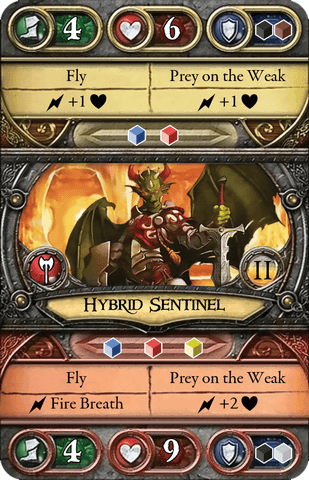 4 6
Fly Prey on the Weak
+1 +1
II
HYBRID SENTINEL
Fly Prey on the Weak
Fire Breath +2
4 9